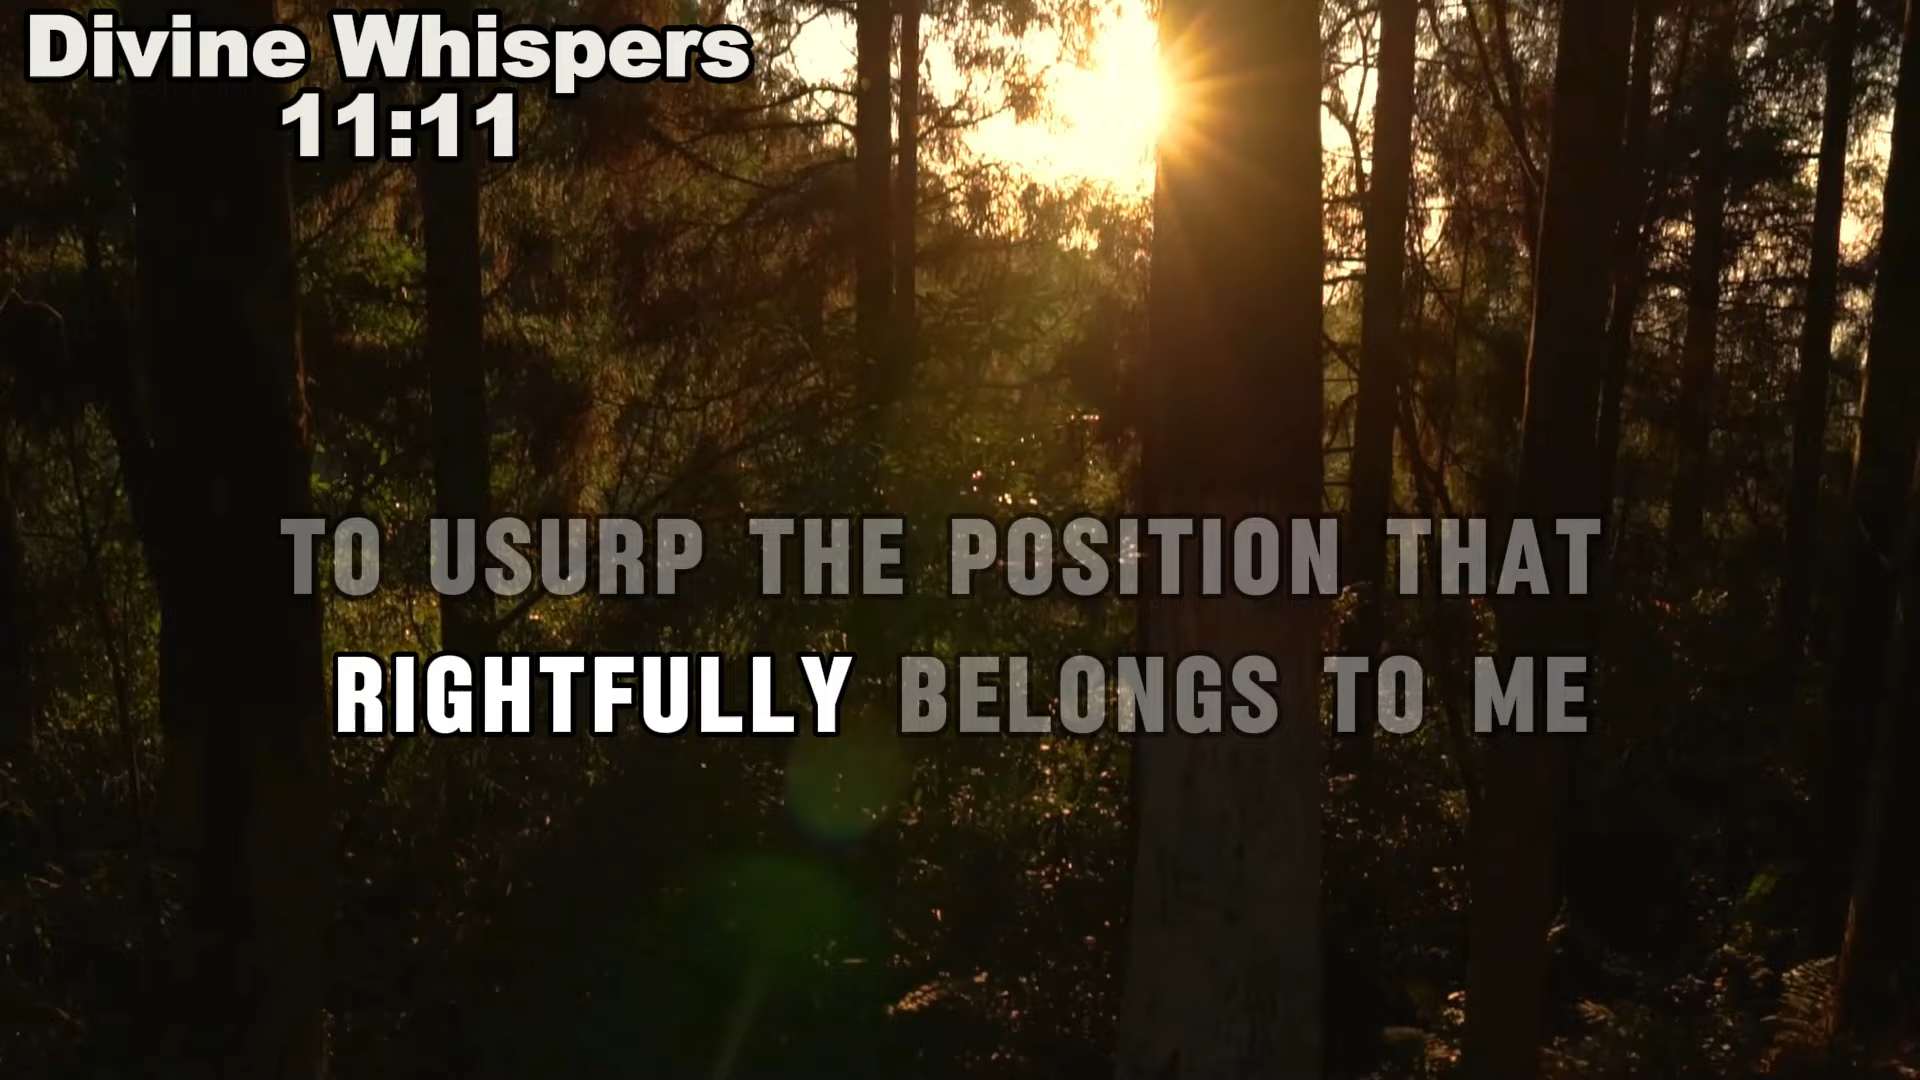 Divine Whispers
11:11
TO USURP THE POSITION THAT
RIGHTFULLY BELONGS TO ME